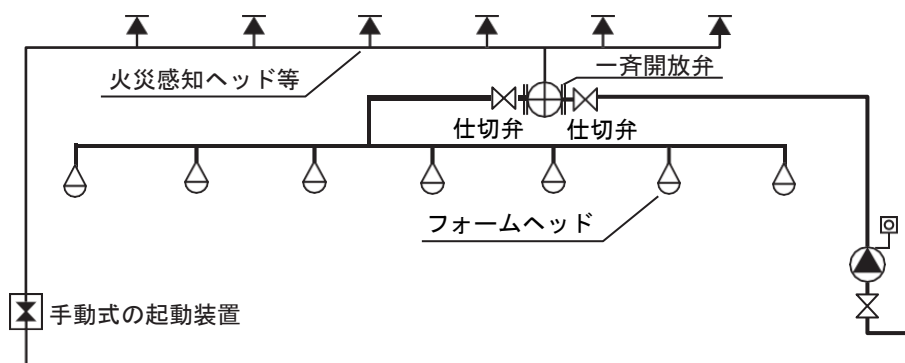 火災感知ヘッド等
一斉開放弁
仕切弁
仕切弁
フォームヘッド
手動式の起動装置